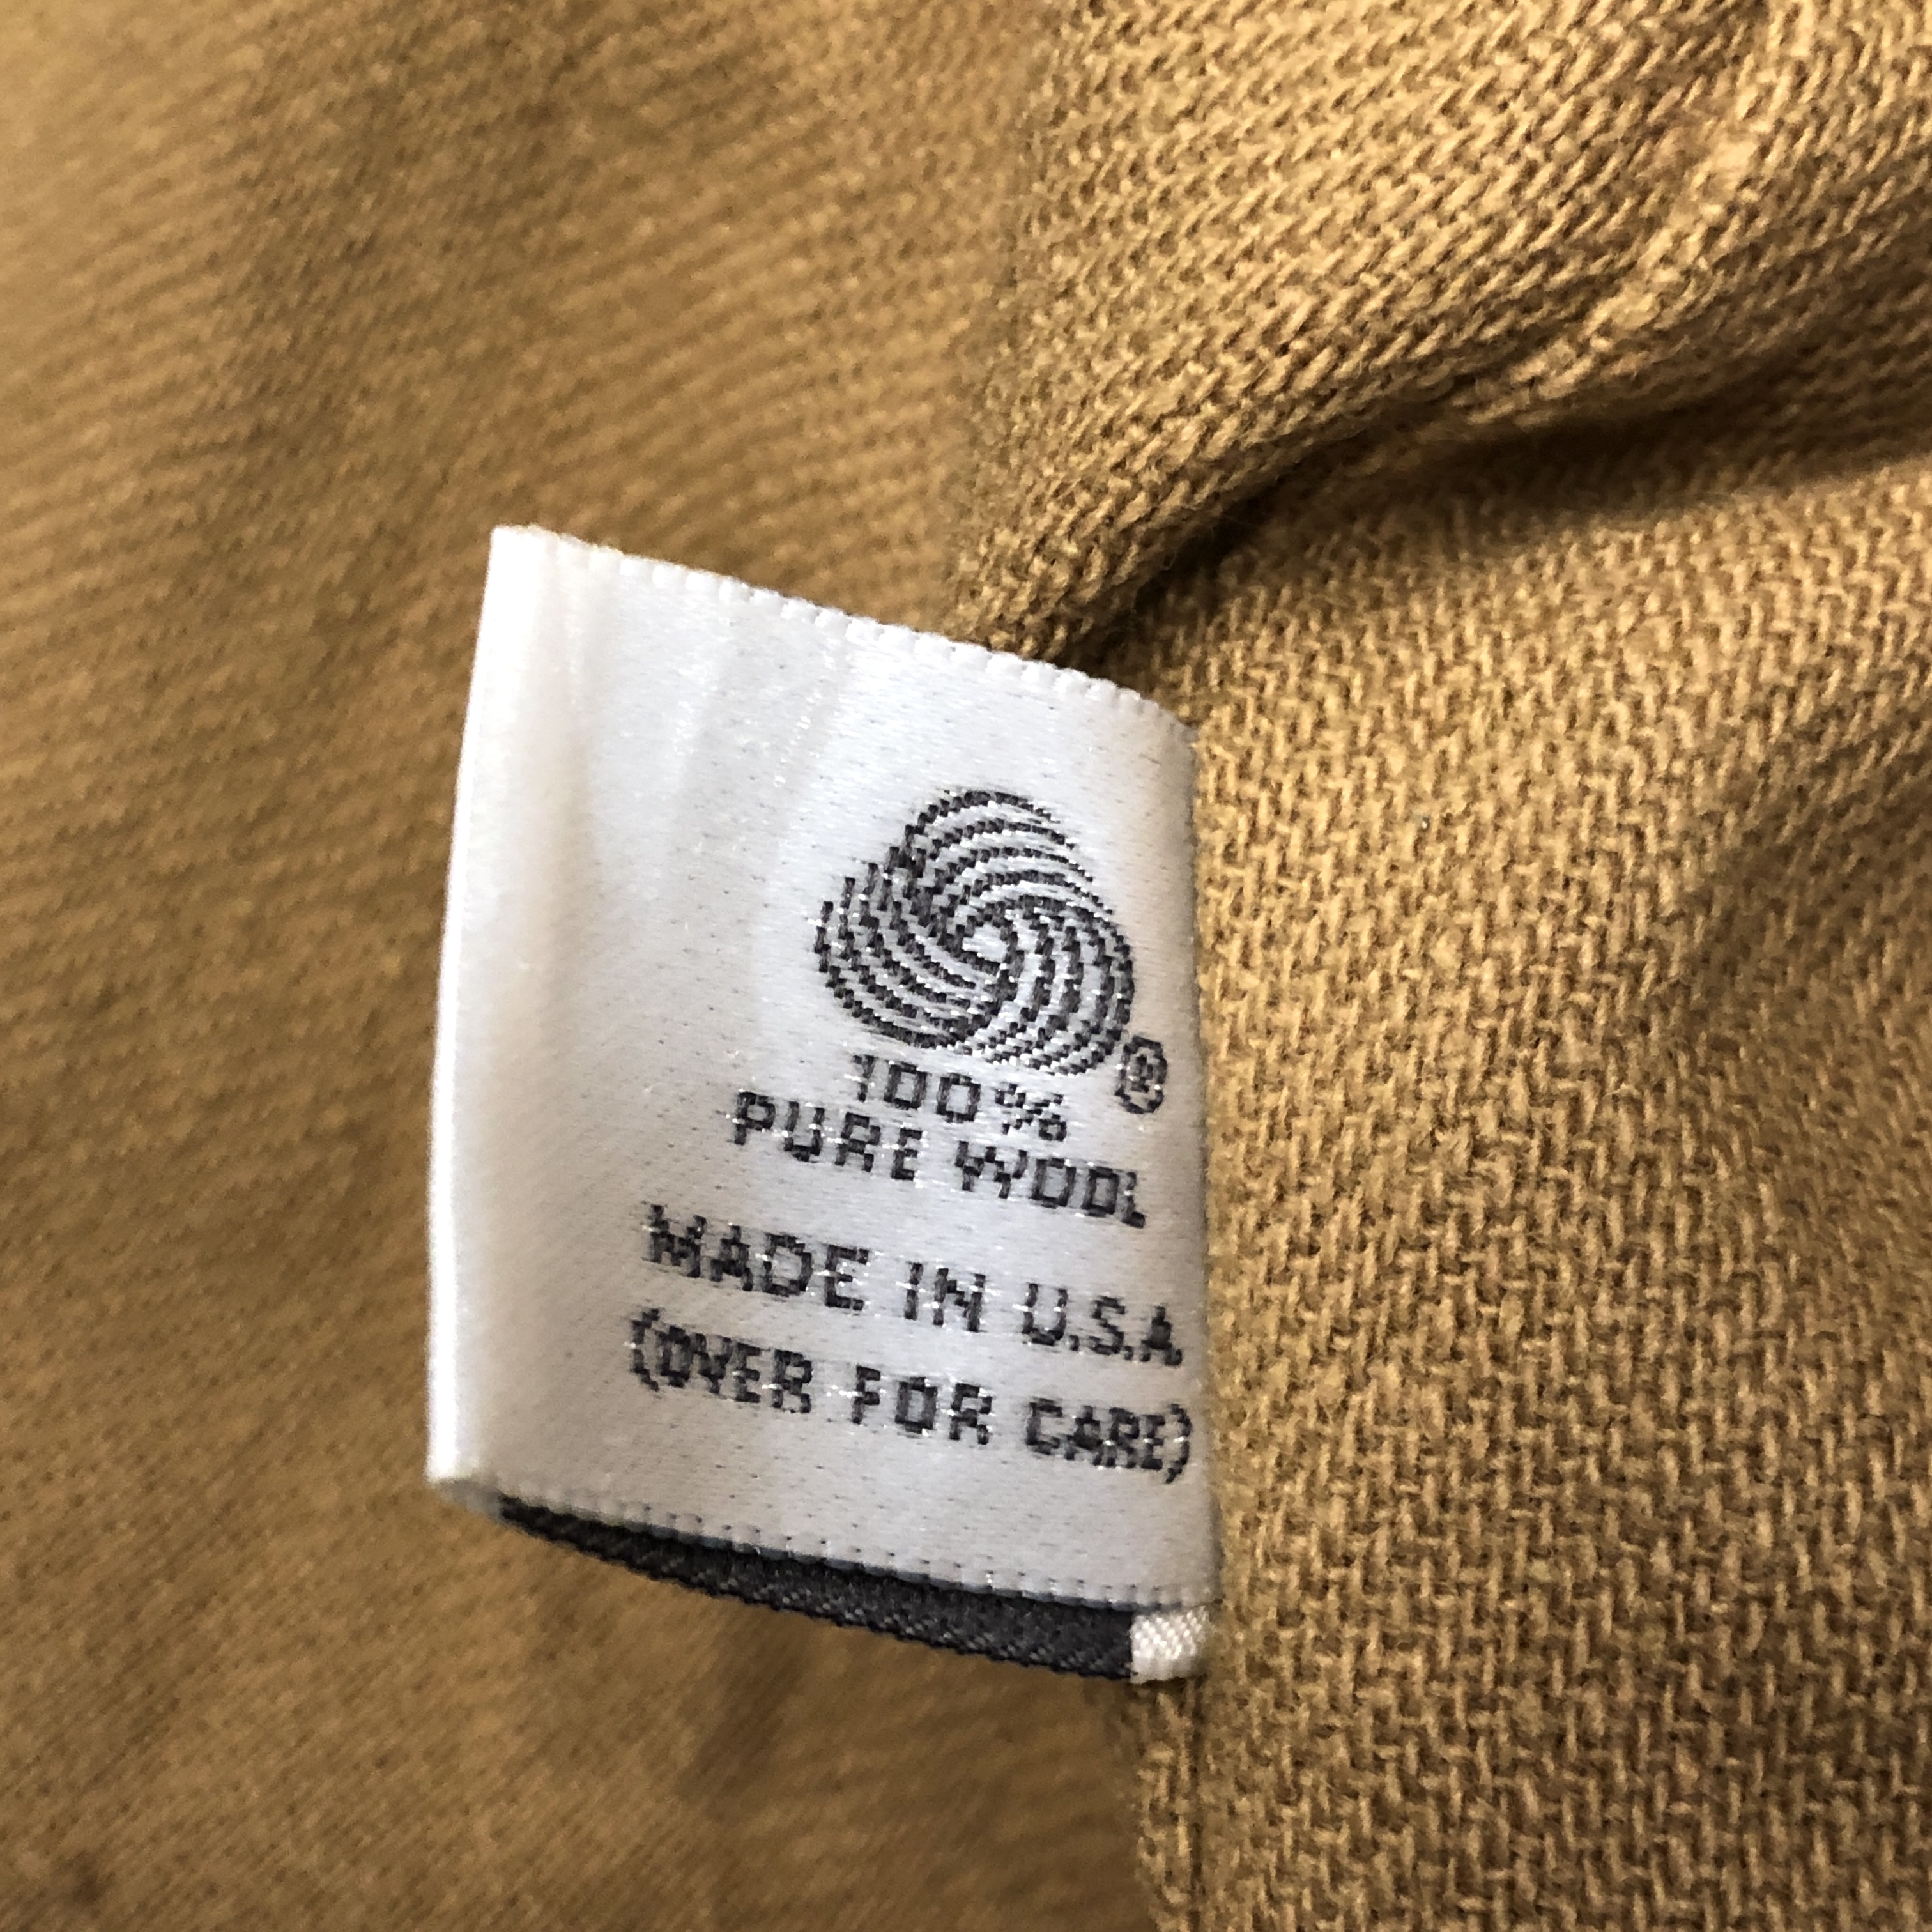 ®
100%
PURE WOOL
MADE IN U.S.A
(OVER FOR CARE)